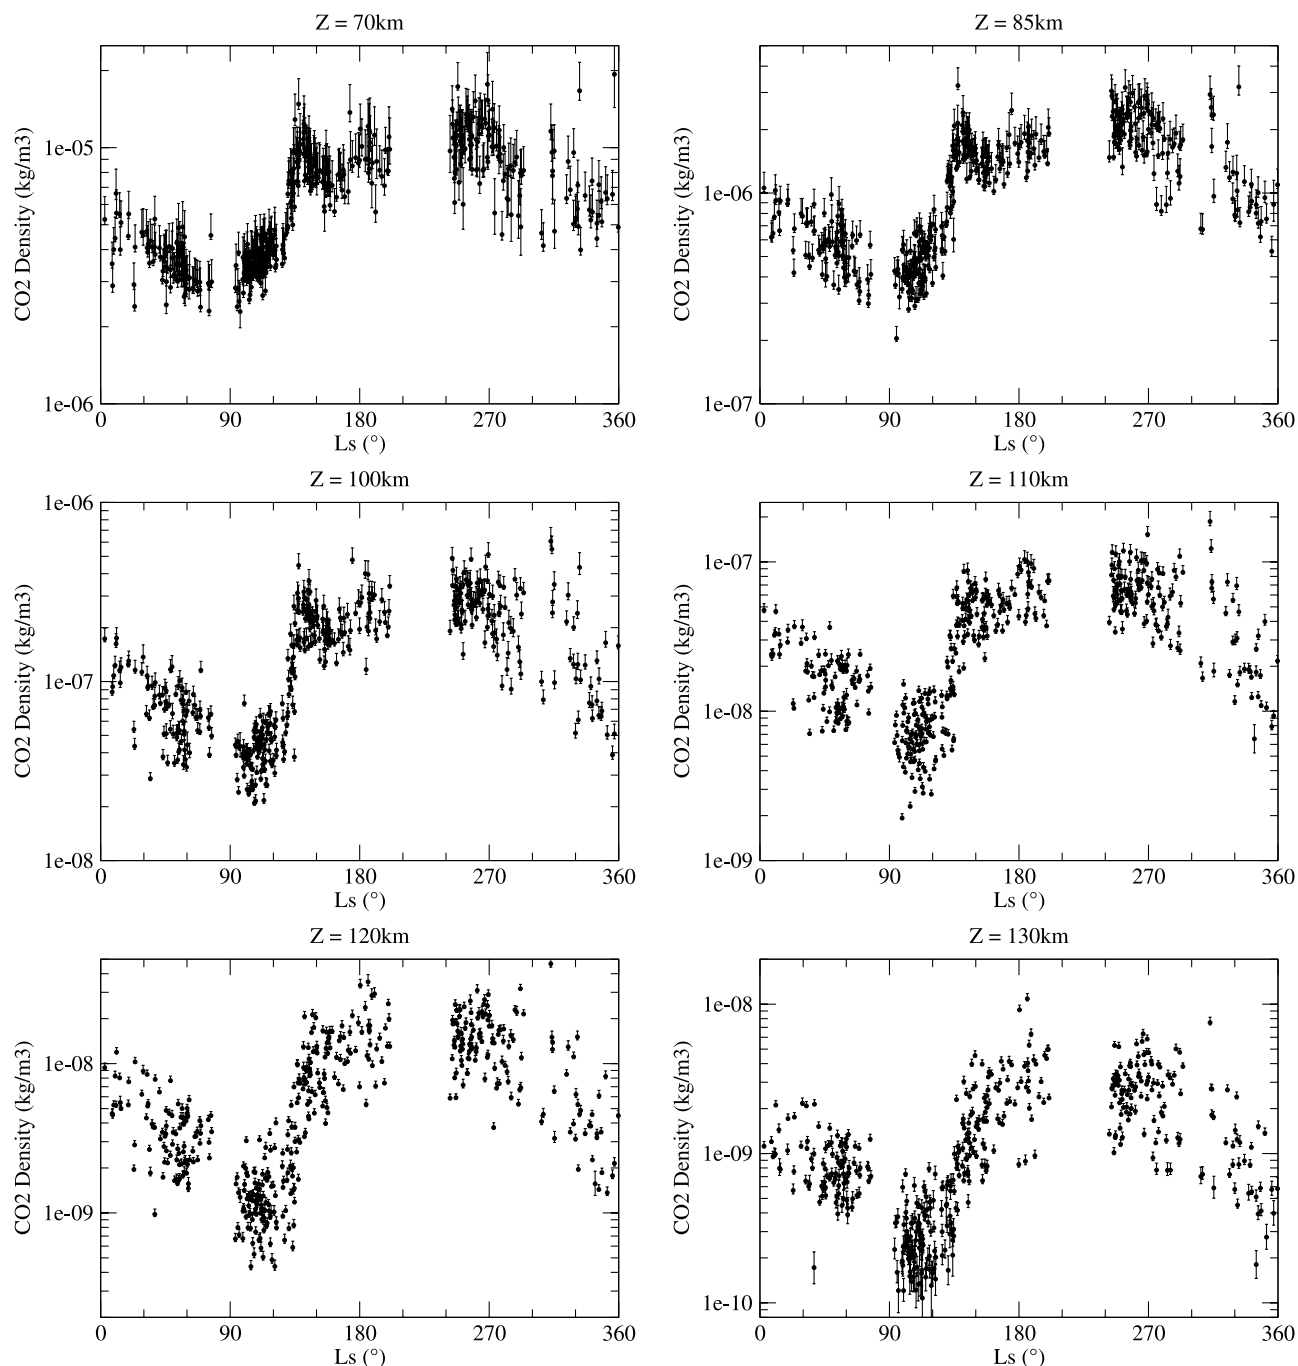 Z = 70km
CO2 Density (kg/m3)
1e-05
1e-06
0 90 180 270 360
Ls (°)
Z = 85km
CO2 Density (kg/m3)
1e-06
1e-07
0 90 180 270 360
Ls (°)
Z = 100km
CO2 Density (kg/m3)
1e-06
1e-07
1e-08
0 90 180 270 360
Ls (°)
Z = 110km
CO2 Density (kg/m3)
1e-07
1e-08
1e-09
0 90 180 270 360
Ls (°)
Z = 120km
CO2 Density (kg/m3)
1e-08
1e-09
0 90 180 270 360
Ls (°)
Z = 130km
CO2 Density (kg/m3)
1e-08
1e-09
1e-10
0 90 180 270 360
Ls (°)